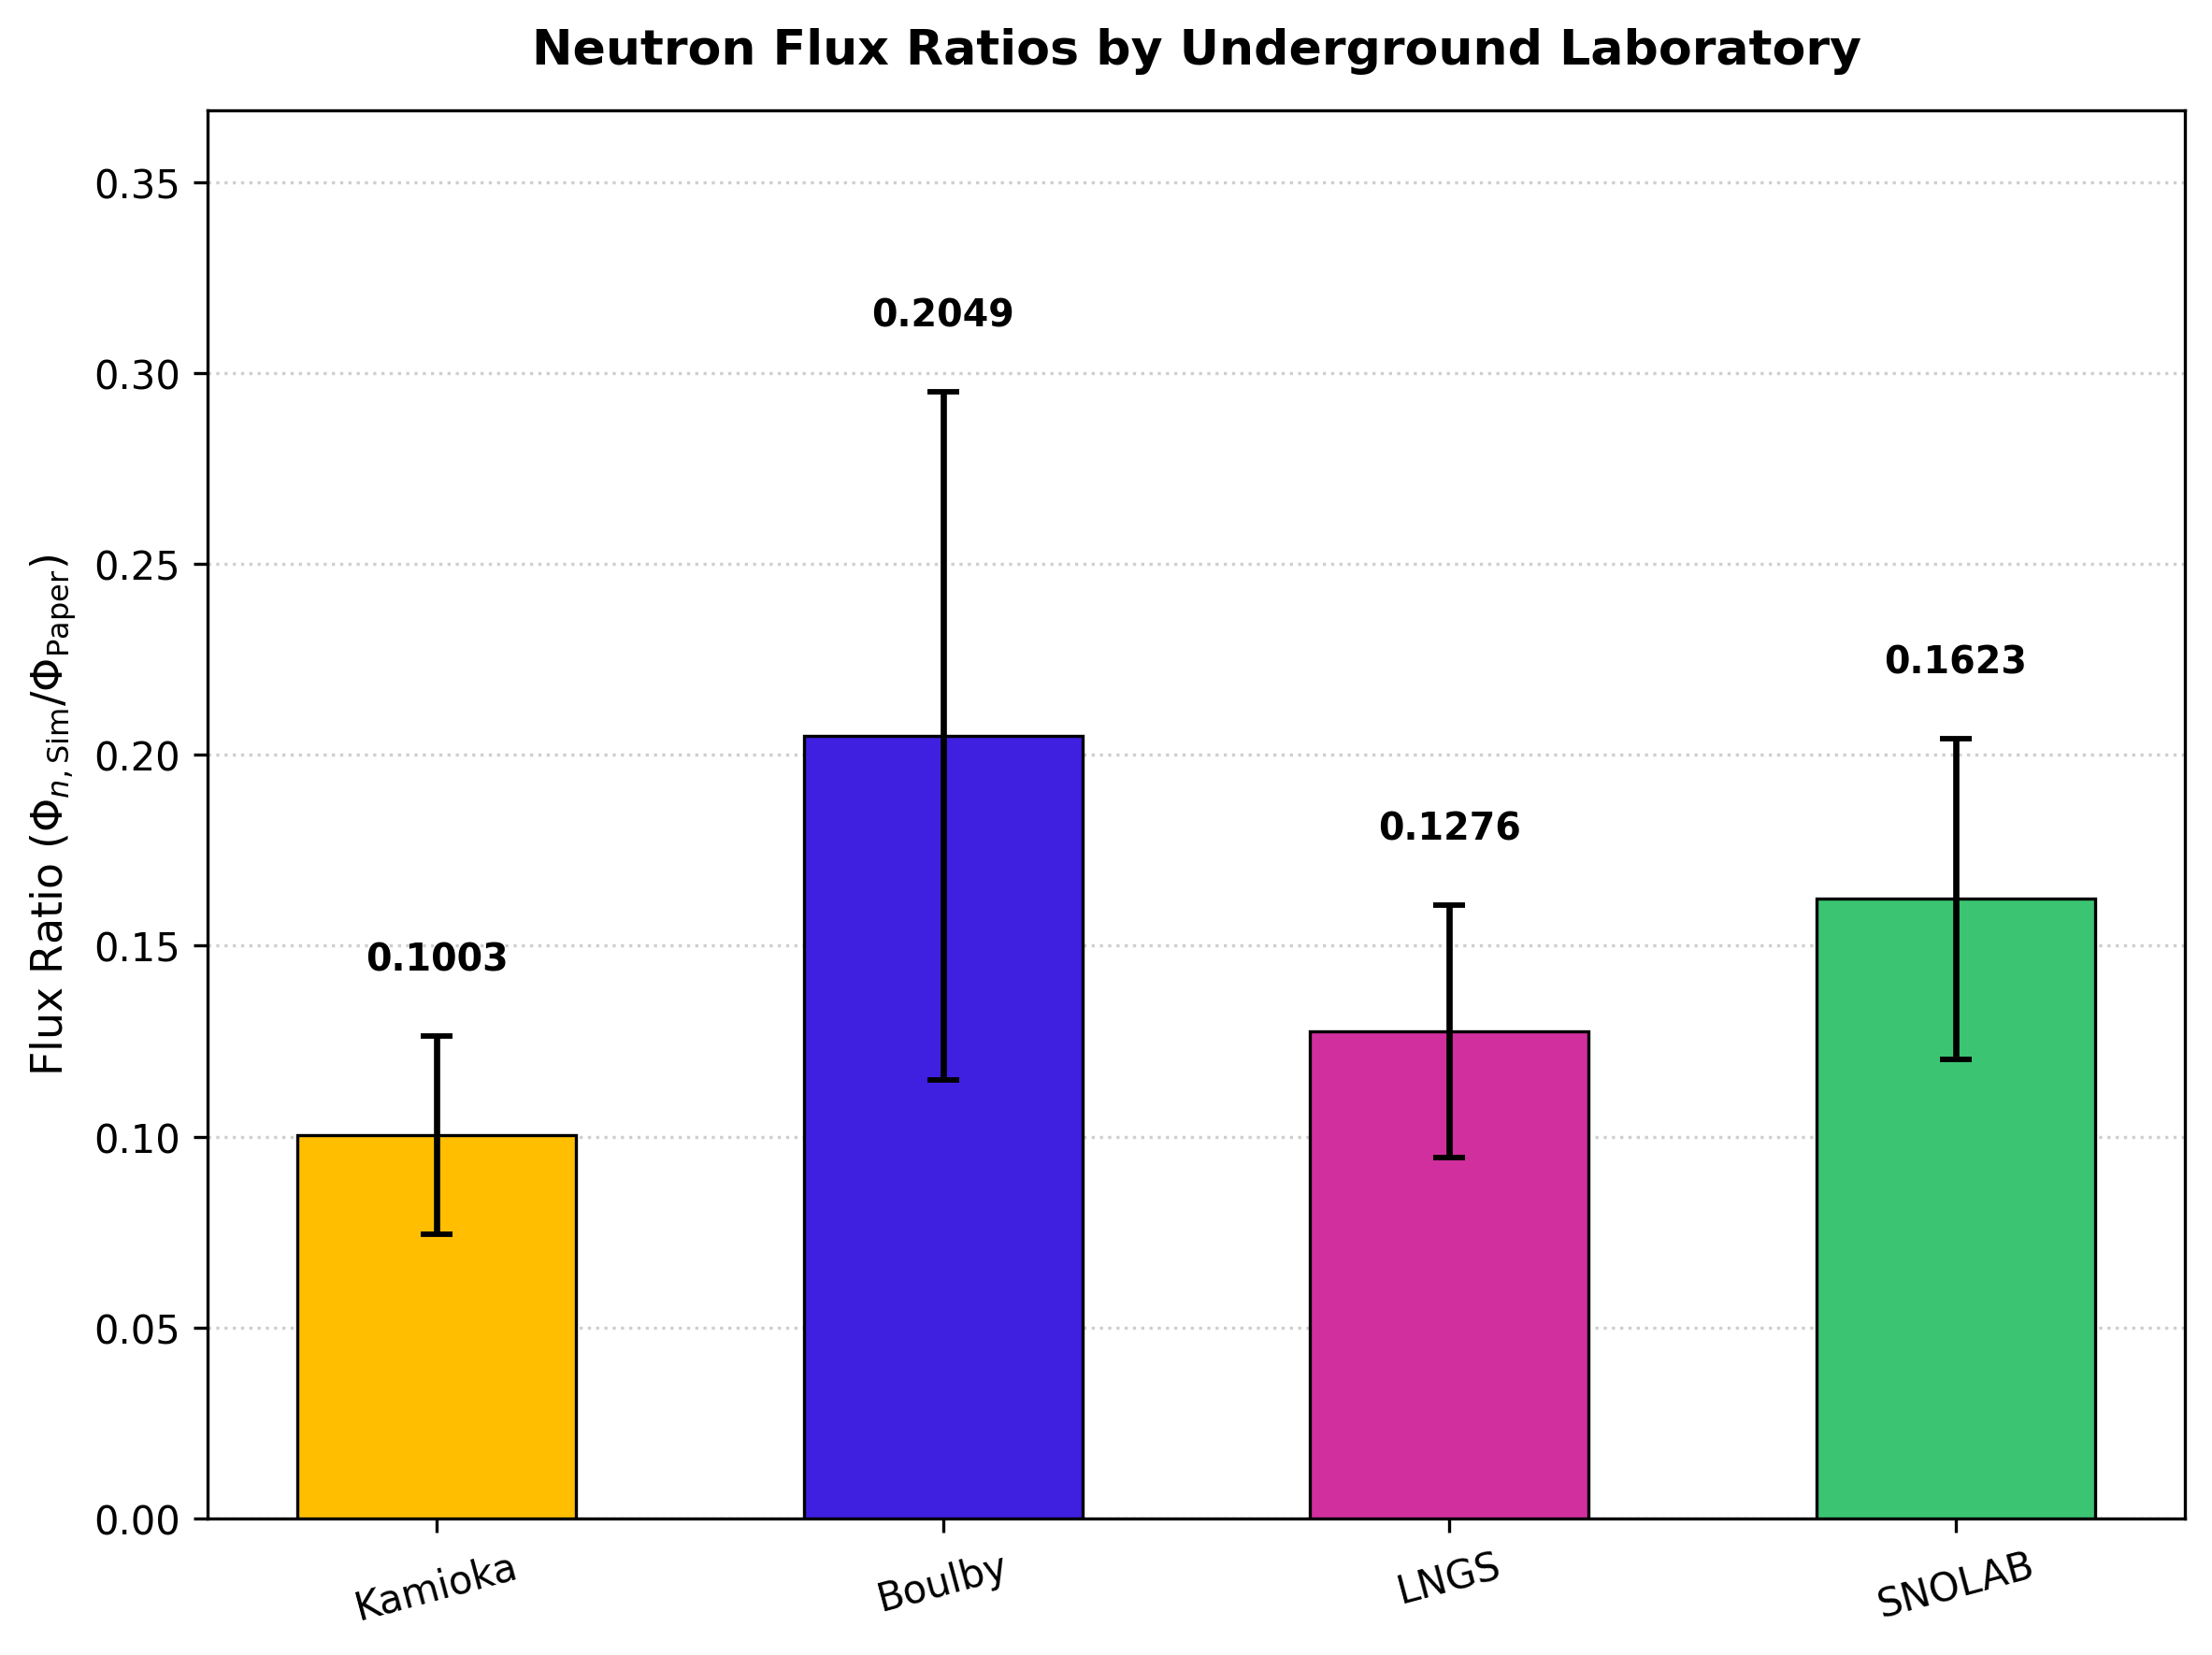 Neutron Flux Ratios by Underground Laboratory
Flux Ratio (Φn,Sim/ΦPaper)
0.35
0.30
0.25
0.20
0.15
0.10
0.05
0.00
0.1003
0.2049
0.1276
0.1623
Kamioka
Boulby
LNGS
SNOLAB